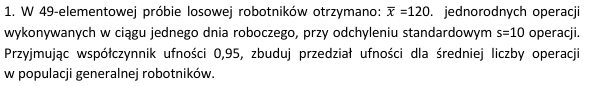 1. W 49-elementowej próbie losowej robotników otrzymano: x̅ =120. jednorodnych operacji
wykonywanych w ciągu jednego dnia roboczego, przy odchyleniu standardowym s=10 operacji.
Przyjmując współczynnik ufności 0,95, zbuduj przedział ufności dla średniej liczby operacji
w populacji generalnej robotników.